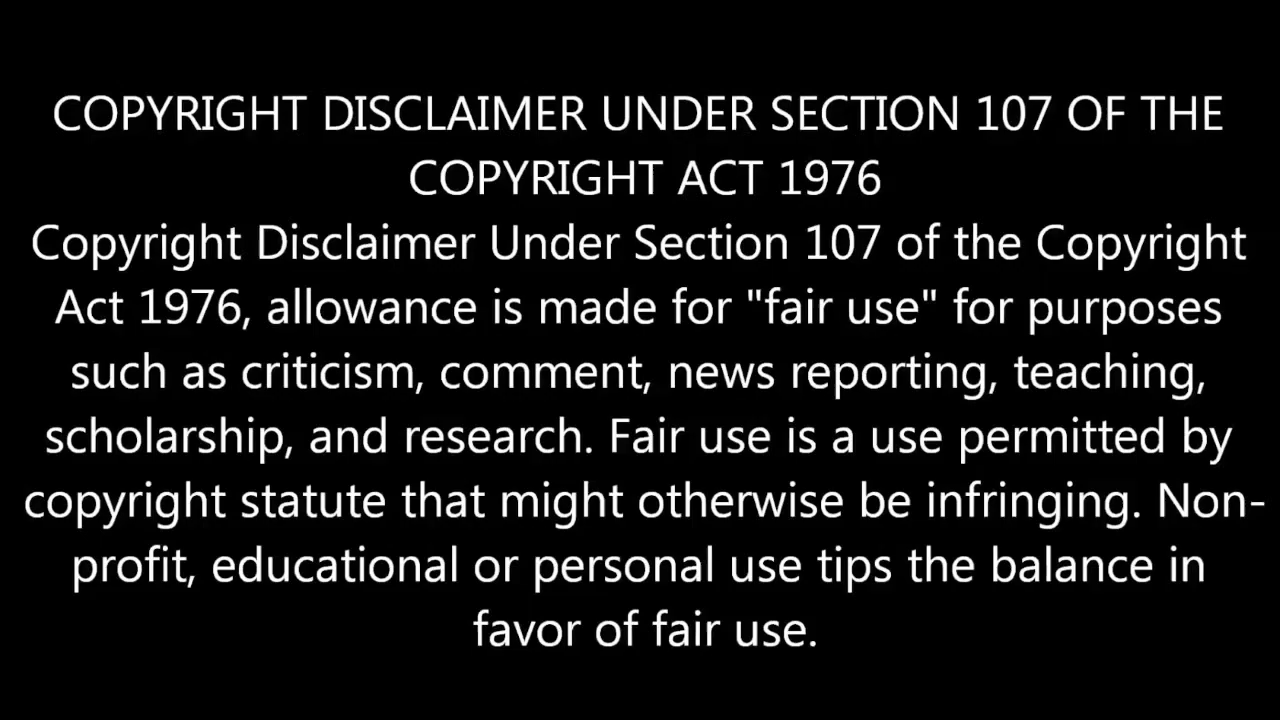 COPYRIGHT DISCLAIMER UNDER SECTION 107 OF THE
COPYRIGHT ACT 1976
Copyright Disclaimer Under Section 107 of the Copyright
Act 1976, allowance is made for "fair use" for purposes
such as criticism, comment, news reporting, teaching,
scholarship, and research. Fair use is a use permitted by
copyright statute that might otherwise be infringing. Non-
profit, educational or personal use tips the balance in
favor of fair use.